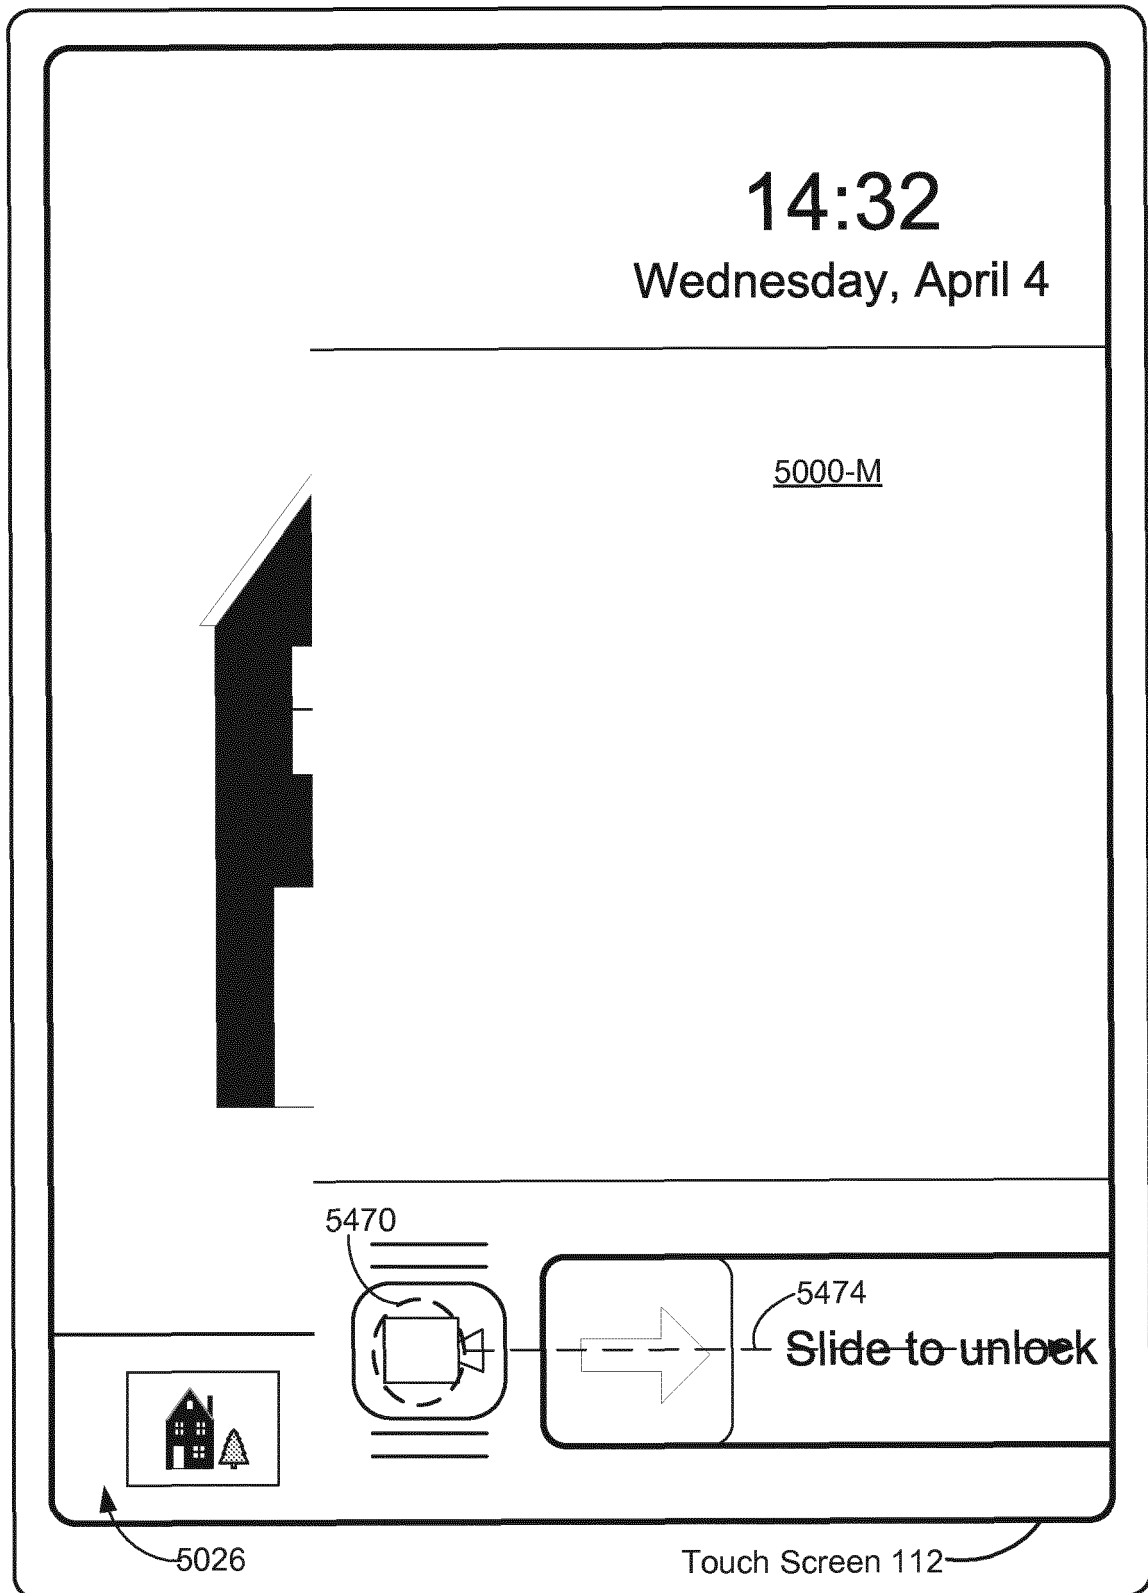 14:32
Wednesday, April 4
5000-M
5470
5474
Slide to unlock
5026
Touch Screen 112